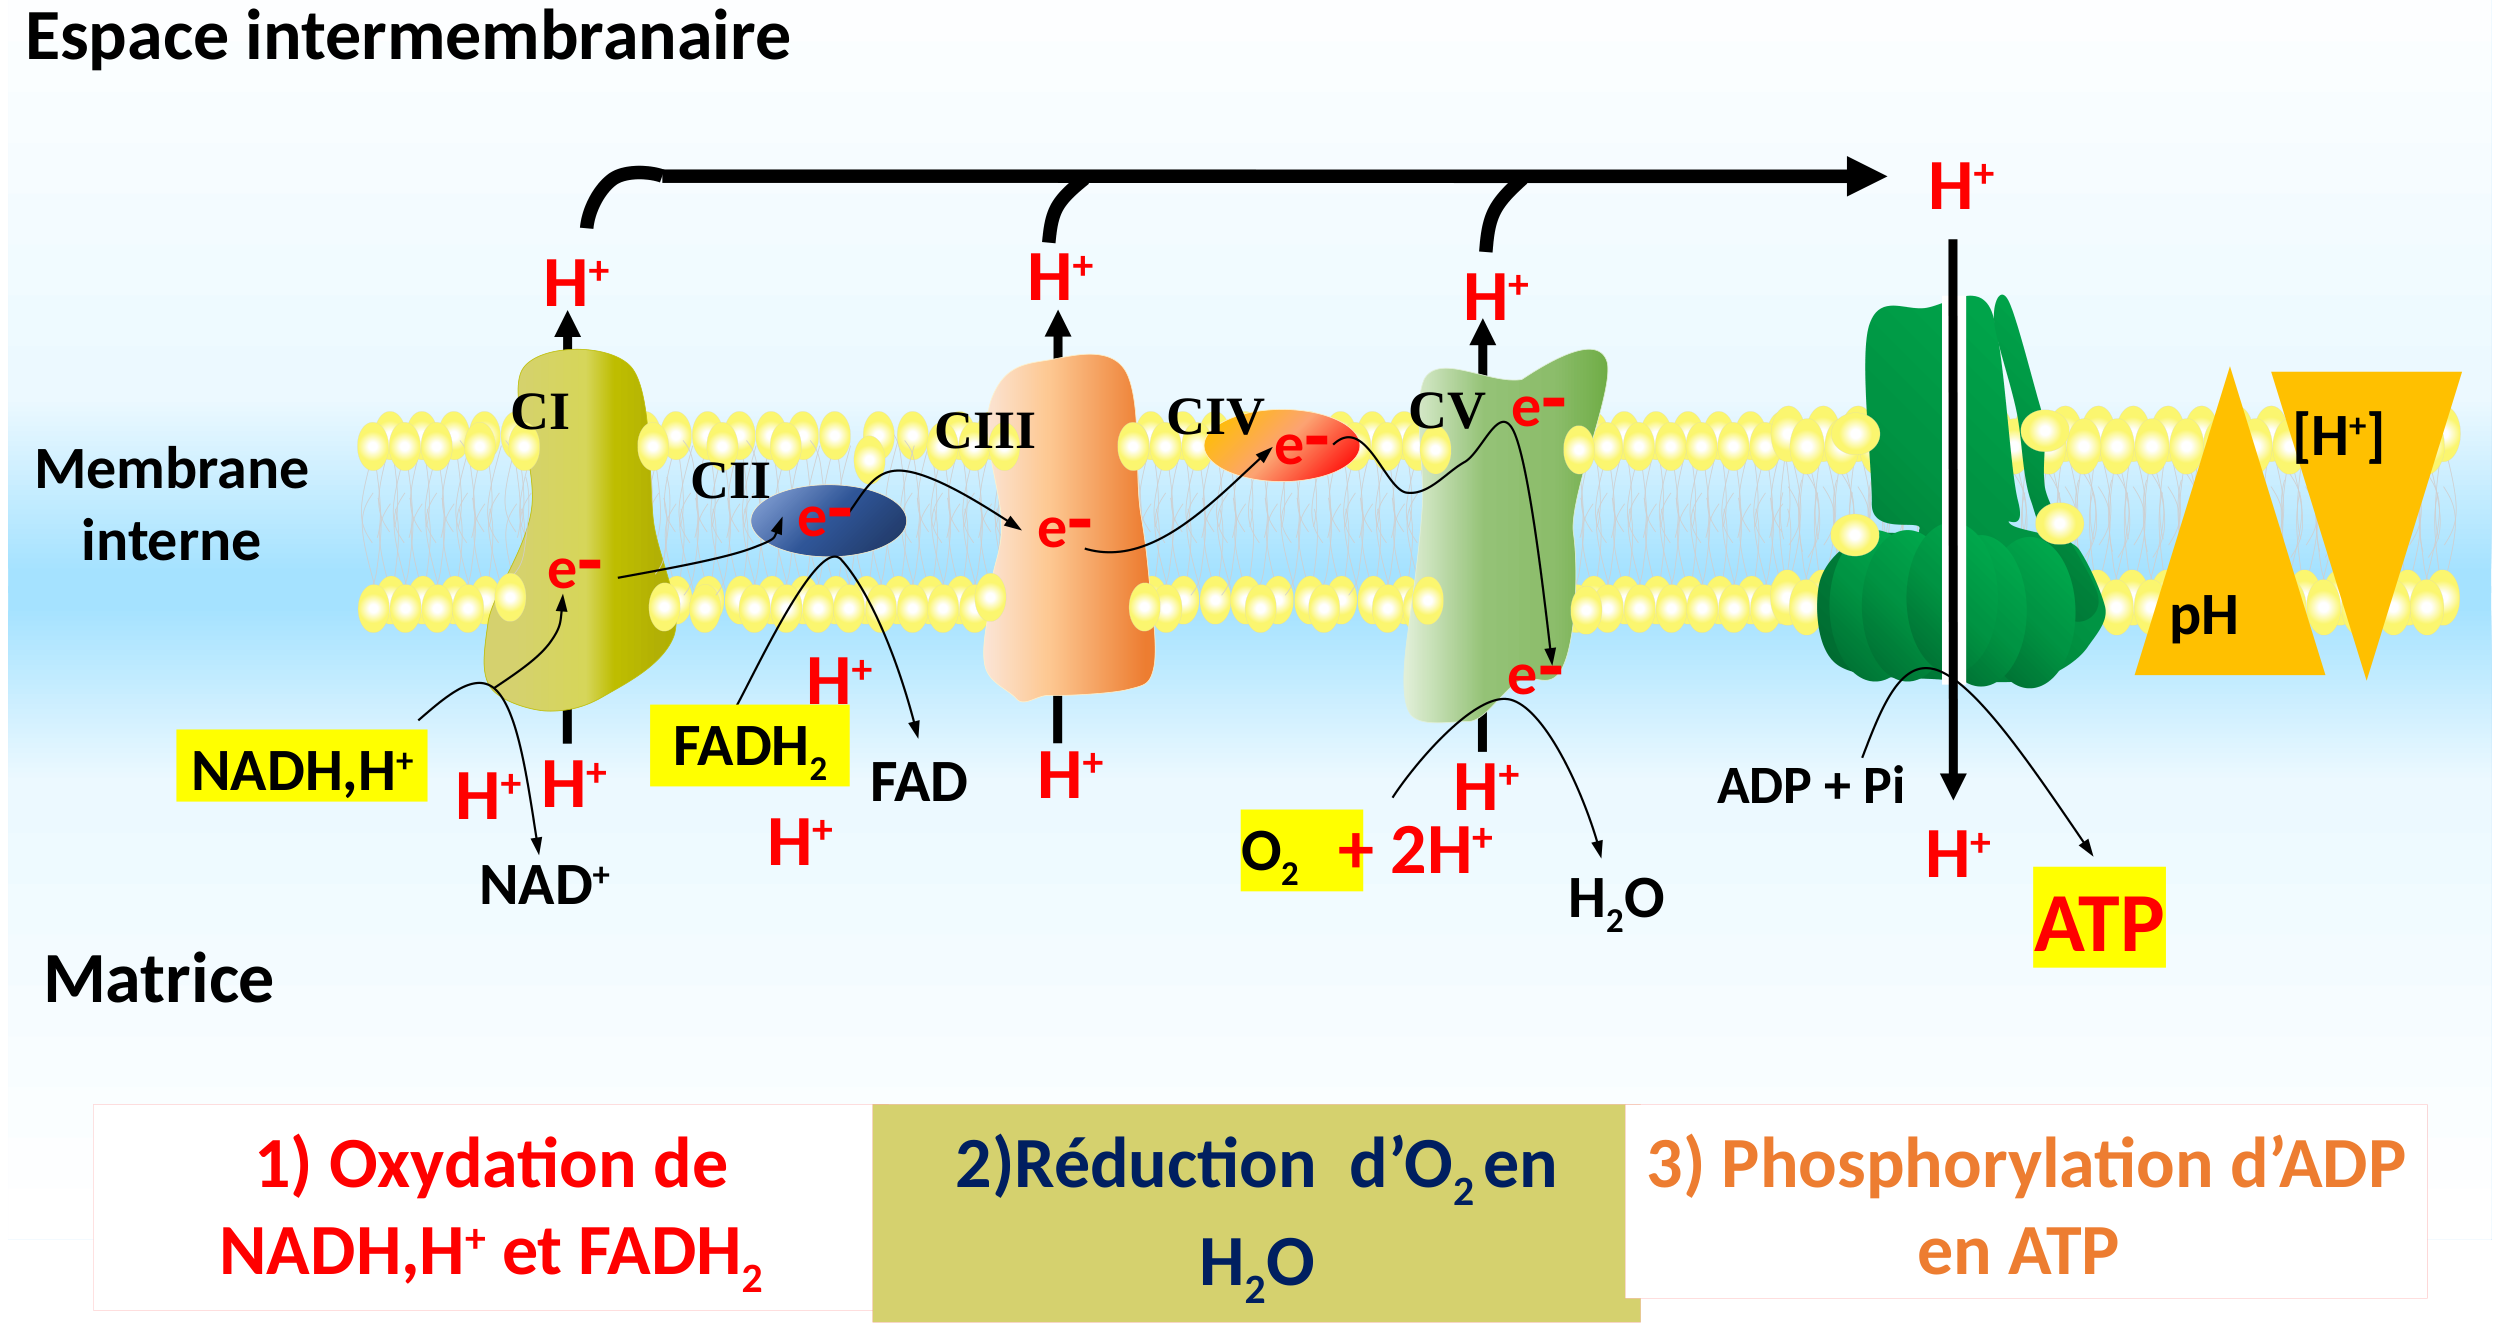 Espace intermembranaire
H⁺
H⁺
H⁺
H⁺
CI
CII
CIII
CIV
CV
e-
e-
e-
e-
e-
e-
[H⁺]
pH
Membrane
interne
NADH,H⁺
H⁺
H⁺
NAD⁺
H⁺
FADH₂
FAD
H⁺
H⁺
H⁺
O₂ + 2H⁺
H₂O
ADP + Pi
H⁺
ATP
Matrice
1) Oxydation de
NADH,H⁺ et FADH₂
2)Réduction d’O₂ en
H₂O
3) Phosphorylation d’ADP
en ATP